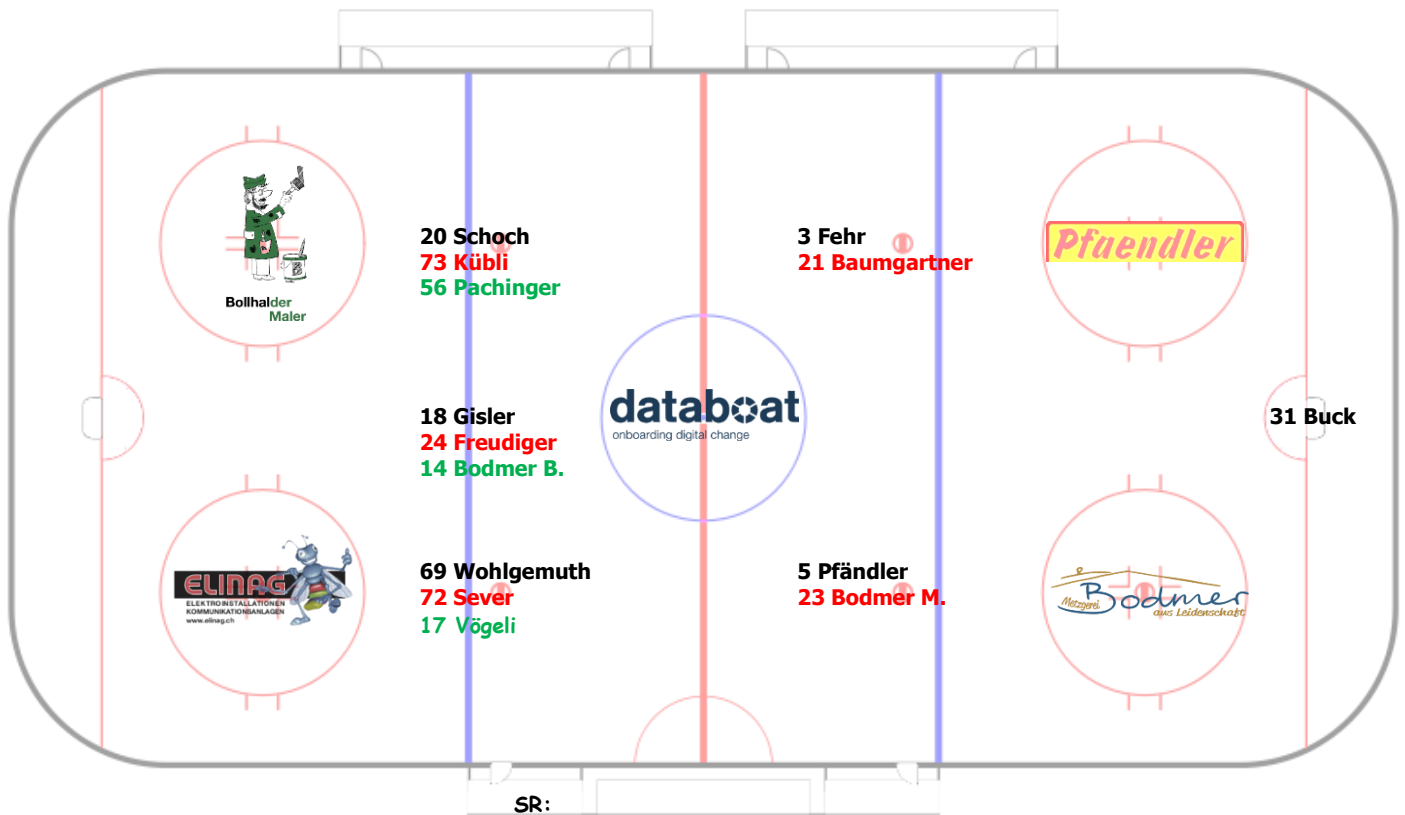 Bollhalder
Maler
20 Schoch
73 Kübli
56 Pachinger
3 Fehr
21 Baumgartner
Pfaendler
18 Gisler
24 Freudiger
14 Bodmer B.
databoat
onboarding digital change
31 Buck
ELINAG
ELEKTROINSTALLATIONEN
KOMMUNIKATIONSANLAGEN
www.elinag.ch
69 Wohlgemuth
72 Sever
17 Vögeli
5 Pfändler
23 Bodmer M.
Metzgerei Bodmer
aus Leidenschaft
SR: